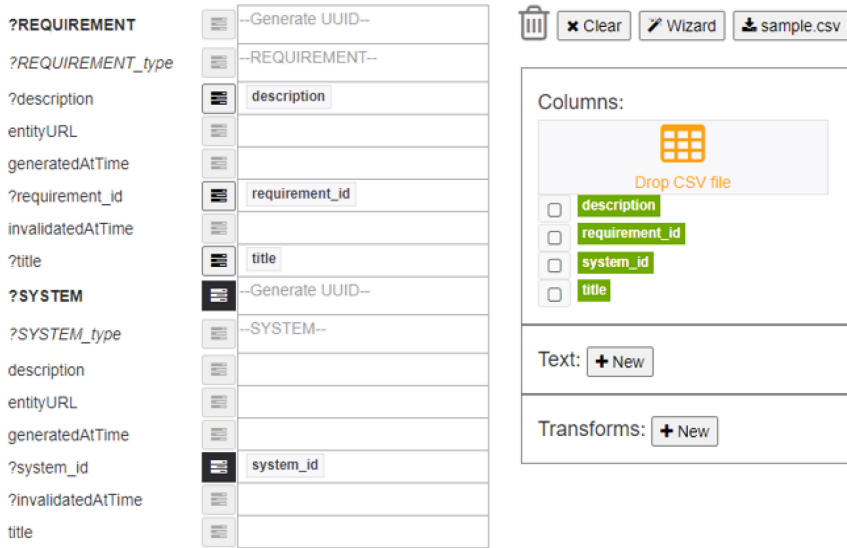 ?REQUIREMENT
--Generate UUID--
?REQUIREMENT_type
--REQUIREMENT--
?description
description
entityURL
generatedAtTime
?requirement_id
requirement_id
invalidatedAtTime
?title
title
?SYSTEM
--Generate UUID--
?SYSTEM_type
--SYSTEM--
description
entityURL
generatedAtTime
?system_id
system_id
?invalidatedAtTime
title
Clear
Wizard
sample.csv
Columns:
Drop CSV file
description
requirement_id
system_id
title
Text:
New
Transforms:
New